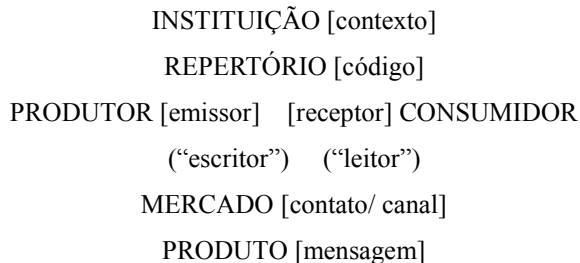 INSTITUIÇÃO [contexto]
REPERTÓRIO [código]
PRODUTOR [emissor] [receptor] CONSUMIDOR
(“escritor”) (“leitor”)
MERCADO [contato/ canal]
PRODUTO [mensagem]